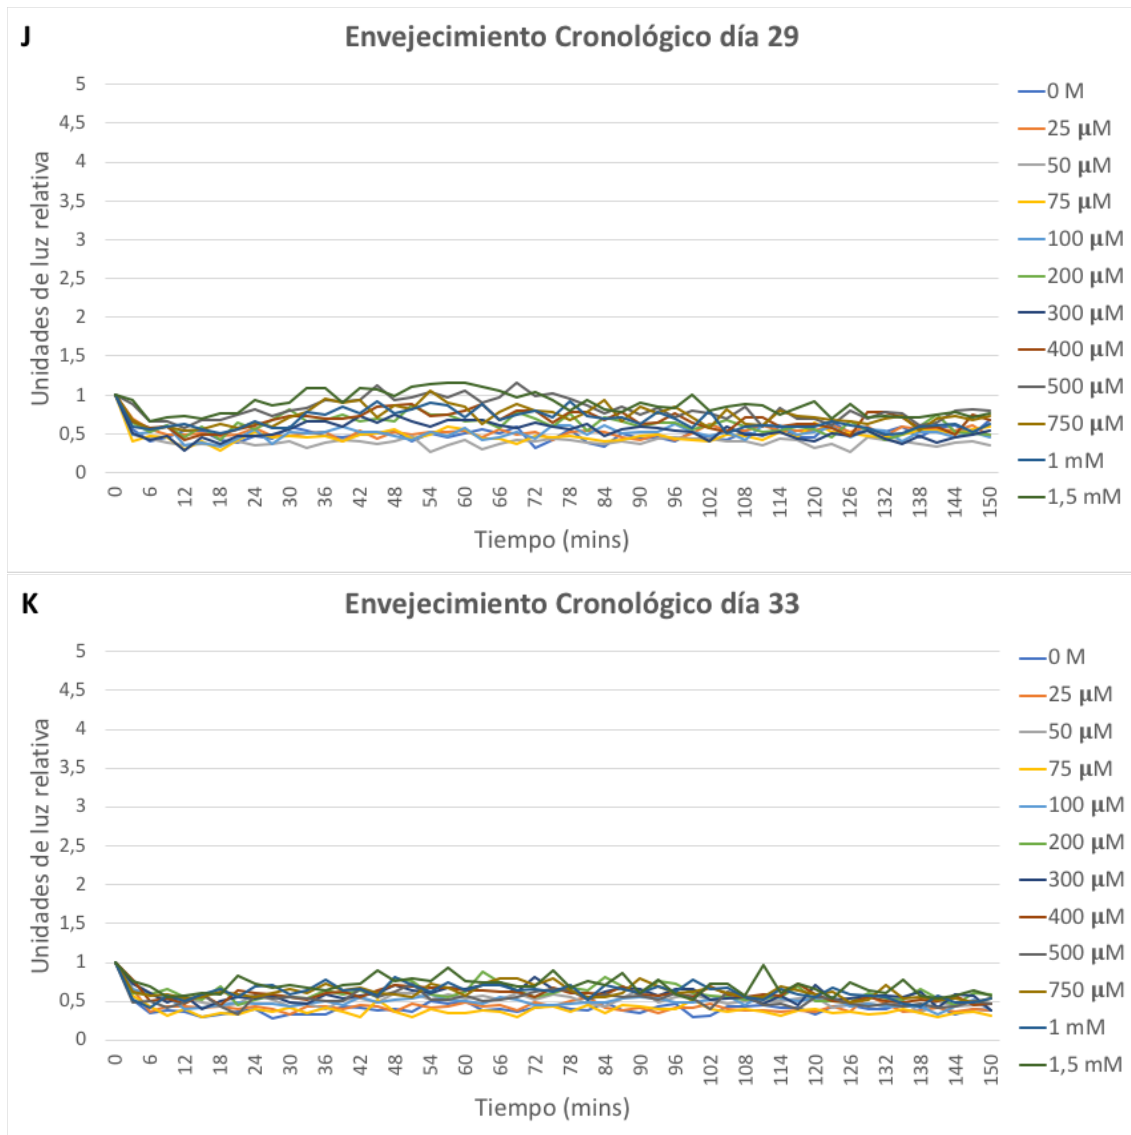 J
Envejecimiento Cronológico día 29
Unidades de luz relativa
5
4,5
4
3,5
3
2,5
2
1,5
1
0,5
0
0 6 12 18 24 30 36 42 48 54 60 66 72 78 84 90 96 102 108 114 120 126 132 138 144 150
Tiempo (mins)
0 M
25 μM
50 μM
75 μM
100 μM
200 μM
300 μM
400 μM
500 μM
750 μM
1 mM
1,5 mM
K
Envejecimiento Cronológico día 33
Unidades de luz relativa
5
4,5
4
3,5
3
2,5
2
1,5
1
0,5
0
0 6 12 18 24 30 36 42 48 54 60 66 72 78 84 90 96 102 108 114 120 126 132 138 144 150
Tiempo (mins)
0 M
25 μM
50 μM
75 μM
100 μM
200 μM
300 μM
400 μM
500 μM
750 μM
1 mM
1,5 mM